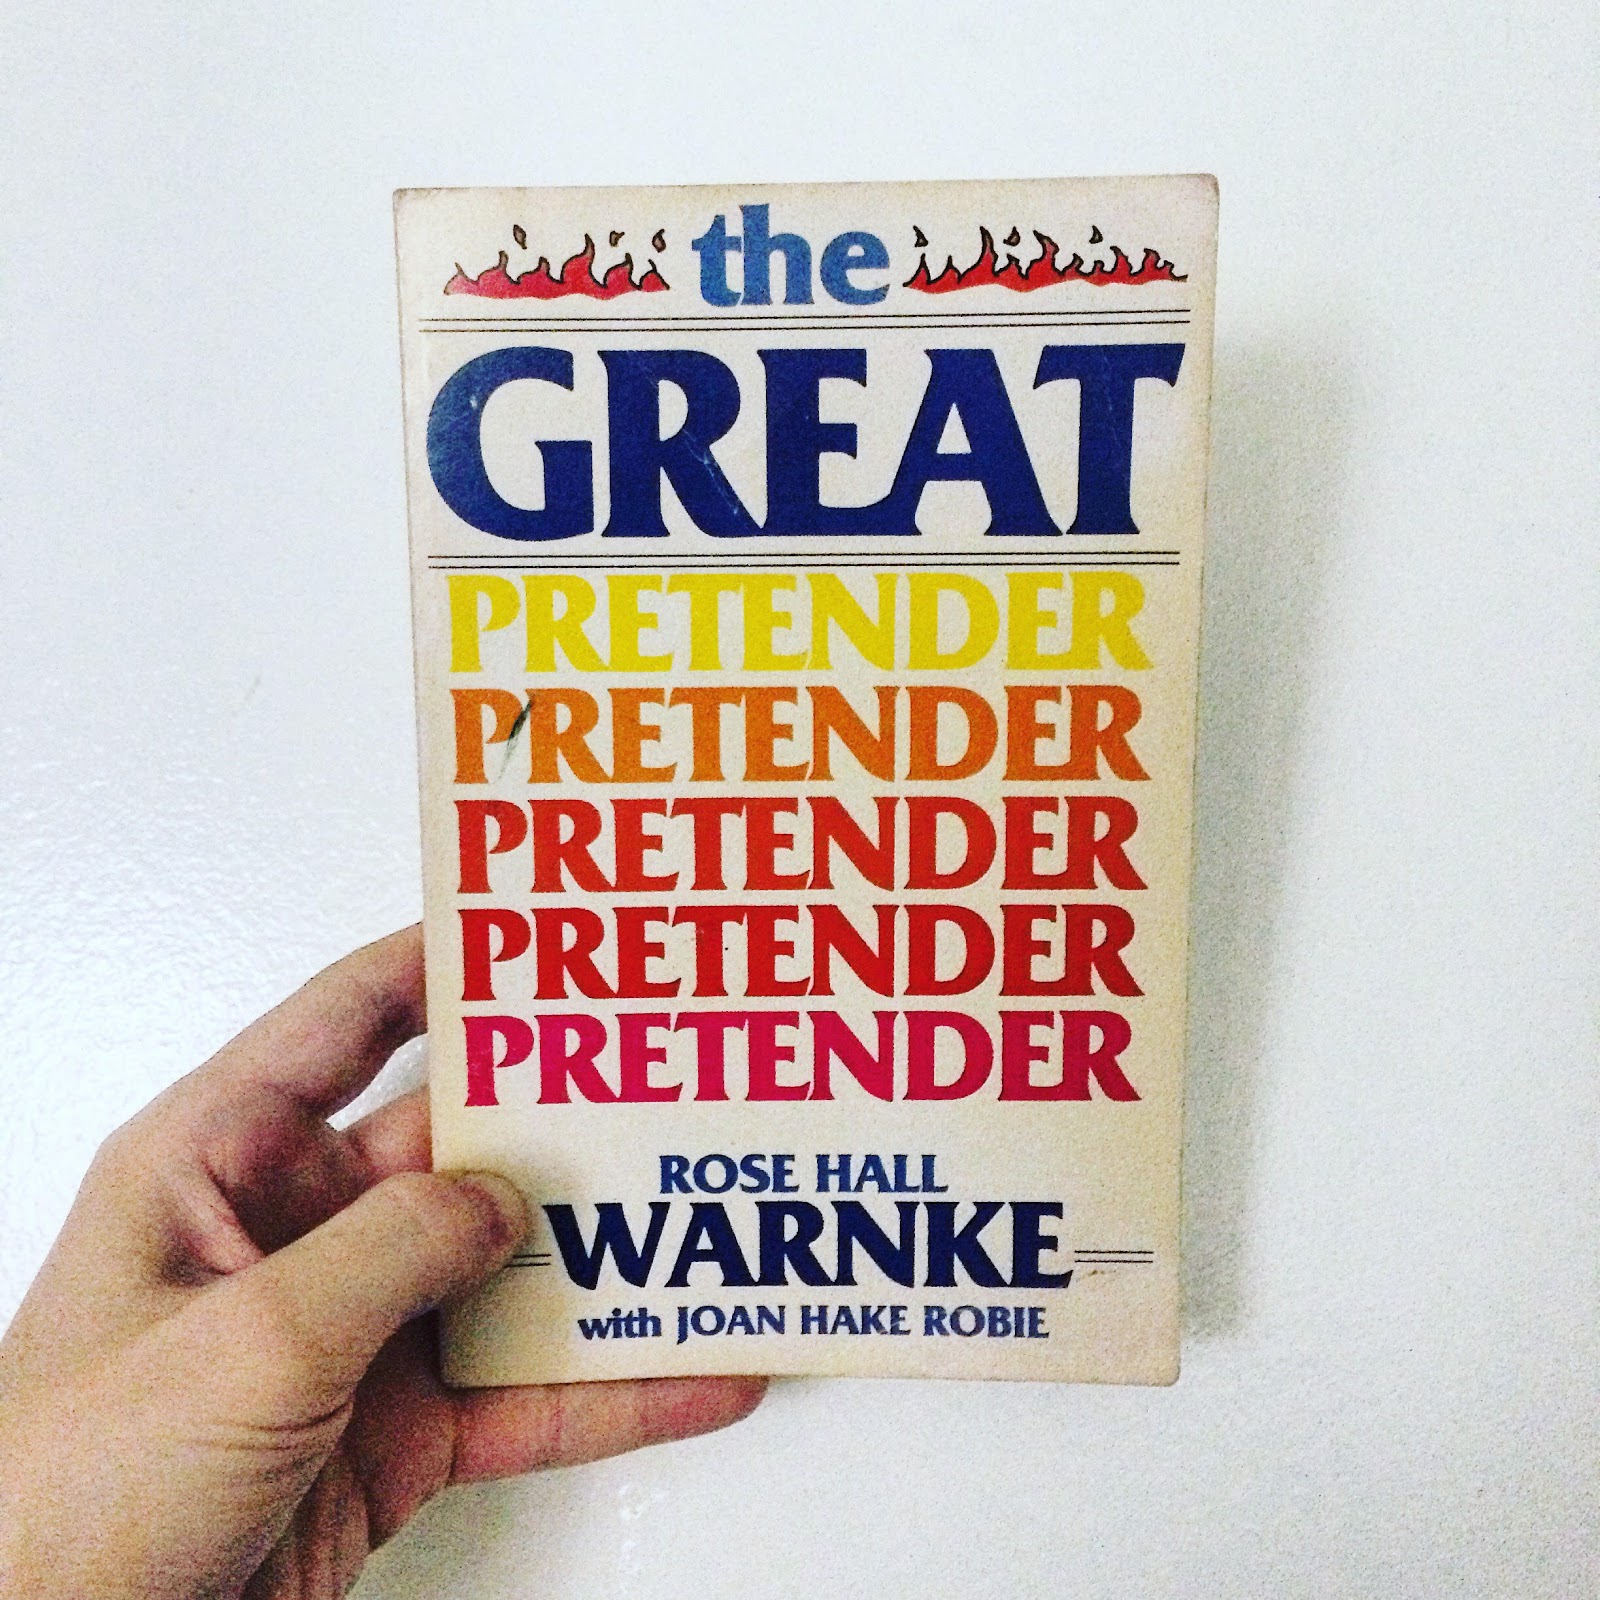 the
GREAT
PRETENDER
PRETENDER
PRETENDER
PRETENDER
PRETENDER
ROSE HALL
WARNKE
with JOAN HAKE ROBIE